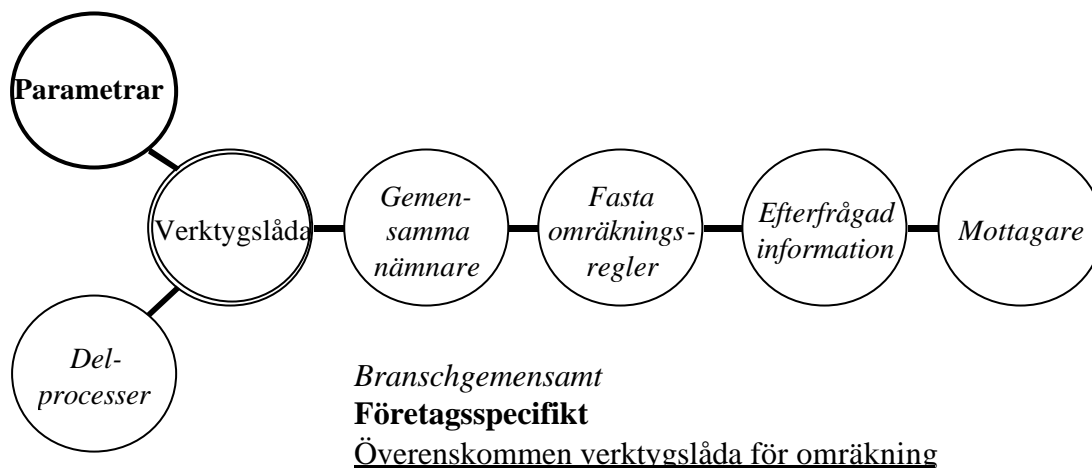 Parametrar
Verktygslåda
Gemen-
samma
nämnare
Fasta
omräknings-
regler
Efterfrågad
information
Mottagare
Del-
processer
Branschgemensamt
Företagsspecifikt
Överenskommen verktygslåda för omräkning